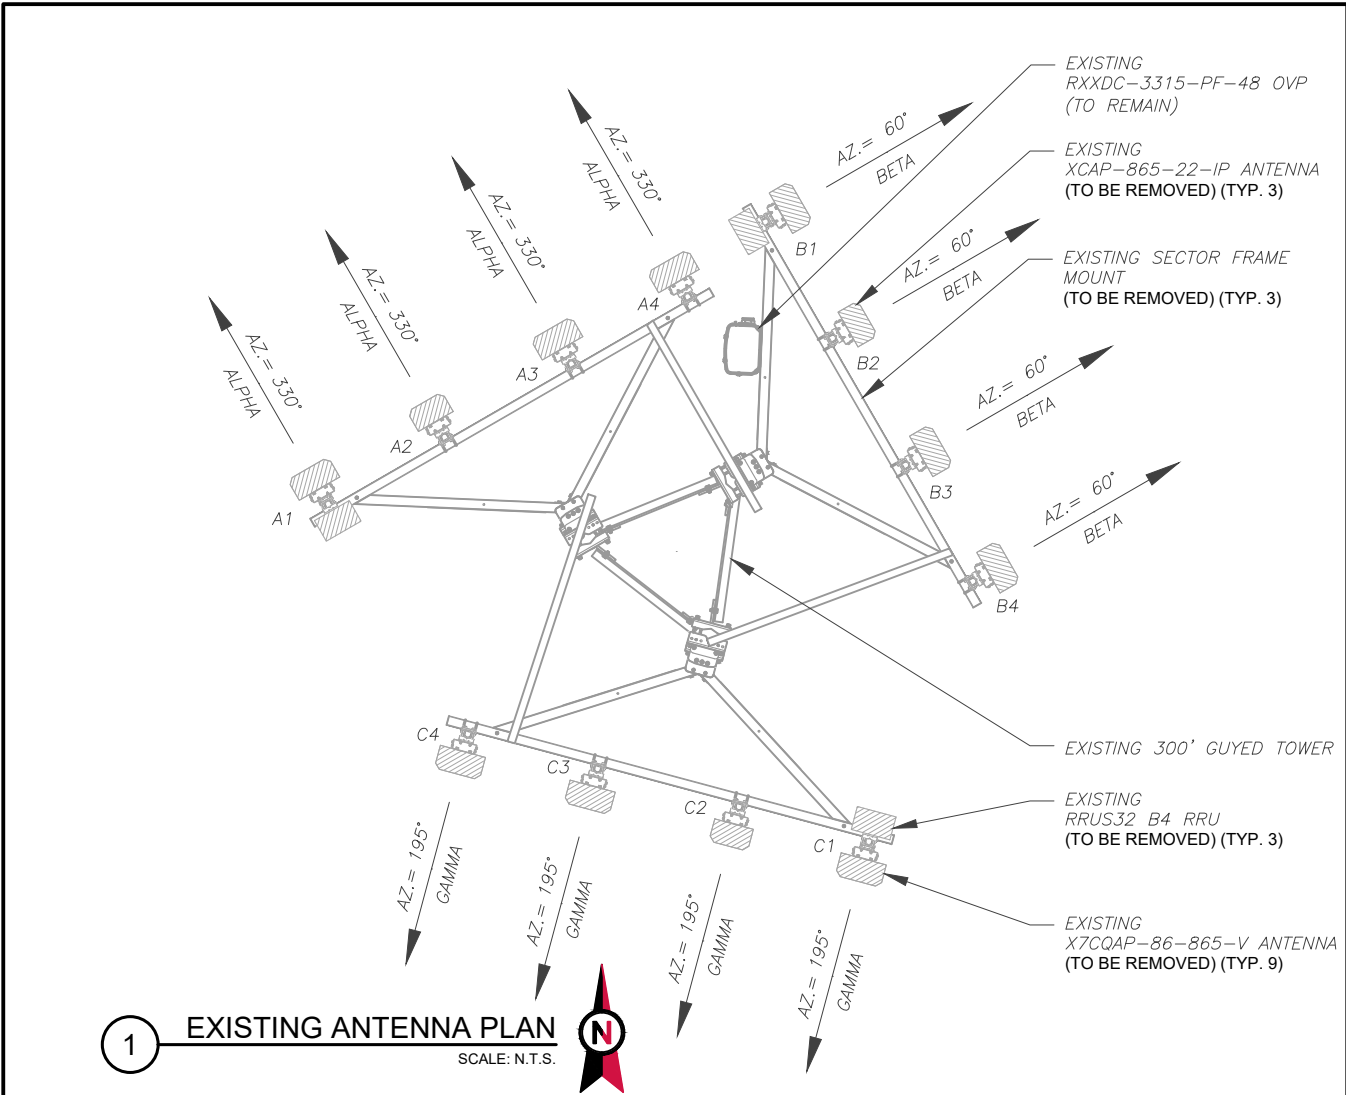 EXISTING
RXXDC-3315-PF-48 OVP
(TO REMAIN)
EXISTING
XCAP-865-22-IP ANTENNA
(TO BE REMOVED) (TYP. 3)
EXISTING SECTOR FRAME
MOUNT
(TO BE REMOVED) (TYP. 3)
AZ.= 330°
ALPHA
AZ.= 330°
ALPHA
AZ.= 330°
ALPHA
AZ.= 330°
ALPHA
AZ.= 60°
BETA
AZ.= 60°
BETA
AZ.= 60°
BETA
AZ.= 60°
BETA
A1
A2
A3
A4
B1
B2
B3
B4
C4
C3
C2
C1
EXISTING 300' GUYED TOWER
EXISTING
RRUS32 B4 RRU
(TO BE REMOVED) (TYP. 3)
EXISTING
X7CQAP-86-865-V ANTENNA
(TO BE REMOVED) (TYP. 9)
AZ.= 195°
GAMMA
AZ.= 195°
GAMMA
AZ.= 195°
GAMMA
AZ.= 195°
GAMMA
1
EXISTING ANTENNA PLAN
SCALE: N.T.S.
N